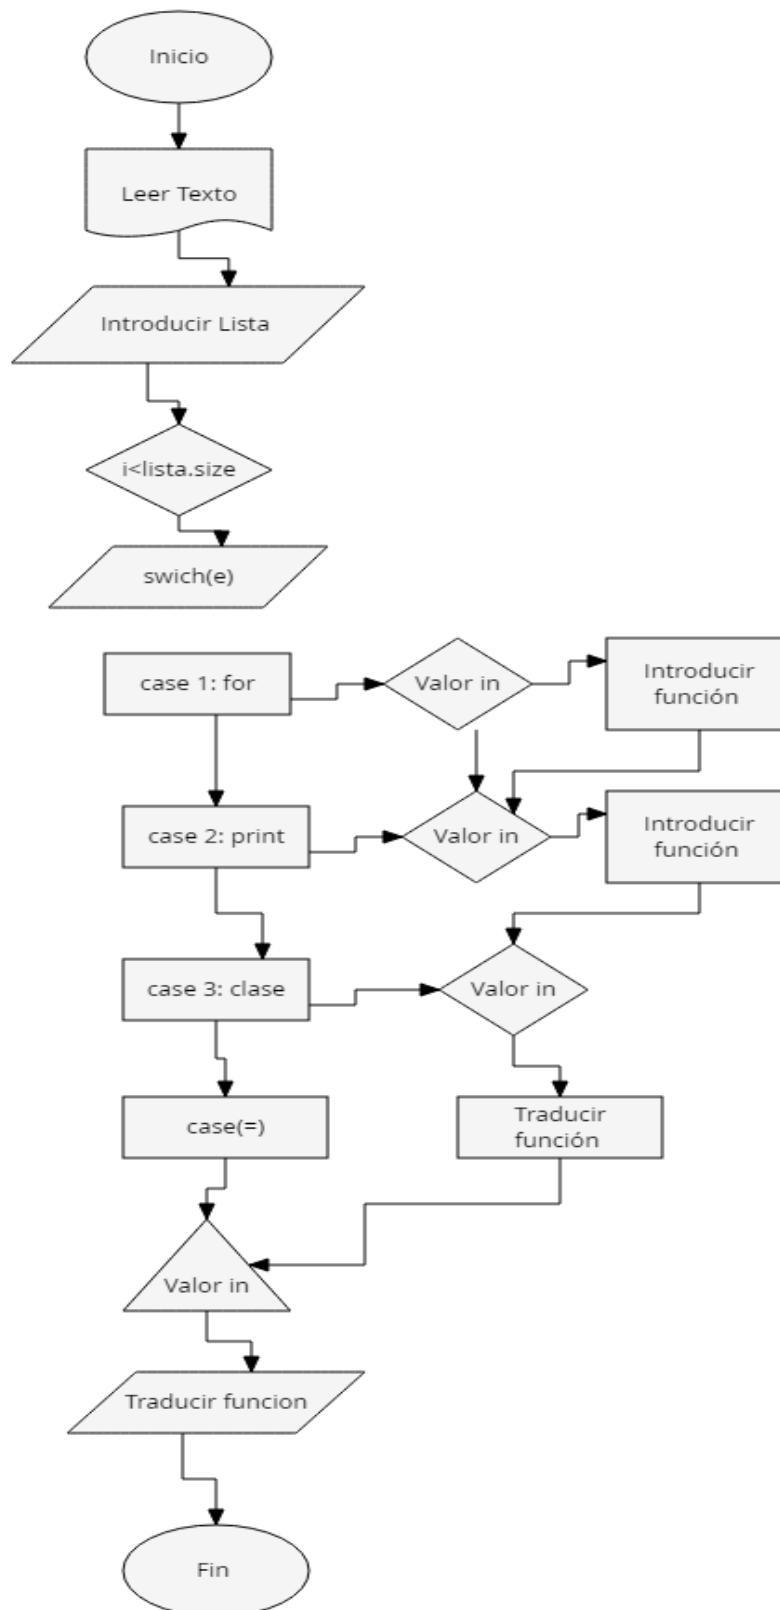 Inicio
Leer Texto
Introducir Lista
i<lista.size
swich(e)
case 1: for
Valor in
Introducir
función
case 2: print
Valor in
Introducir
función
case 3: clase
Valor in
case(=)
Traducir
función
Valor in
Traducir funcion
Fin